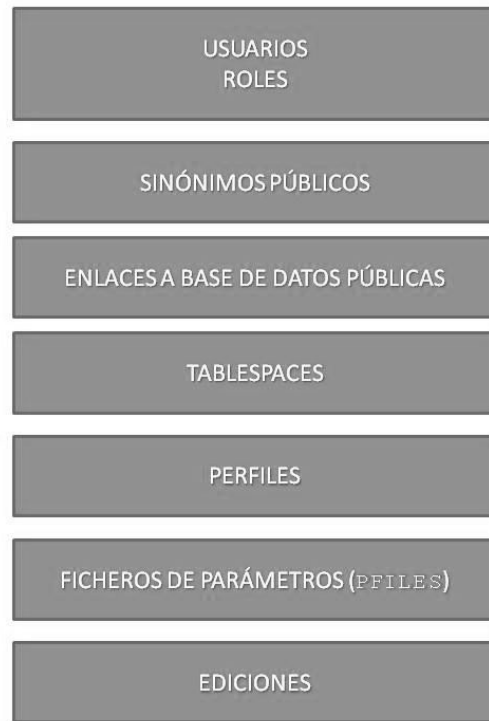 USUARIOS
ROLES
SINÓNIMOS PÚBLICOS
ENLACES A BASE DE DATOS PÚBLICAS
TABLESPACES
PERFILES
FICHEROS DE PARÁMETROS (PFILES)
EDICIONES